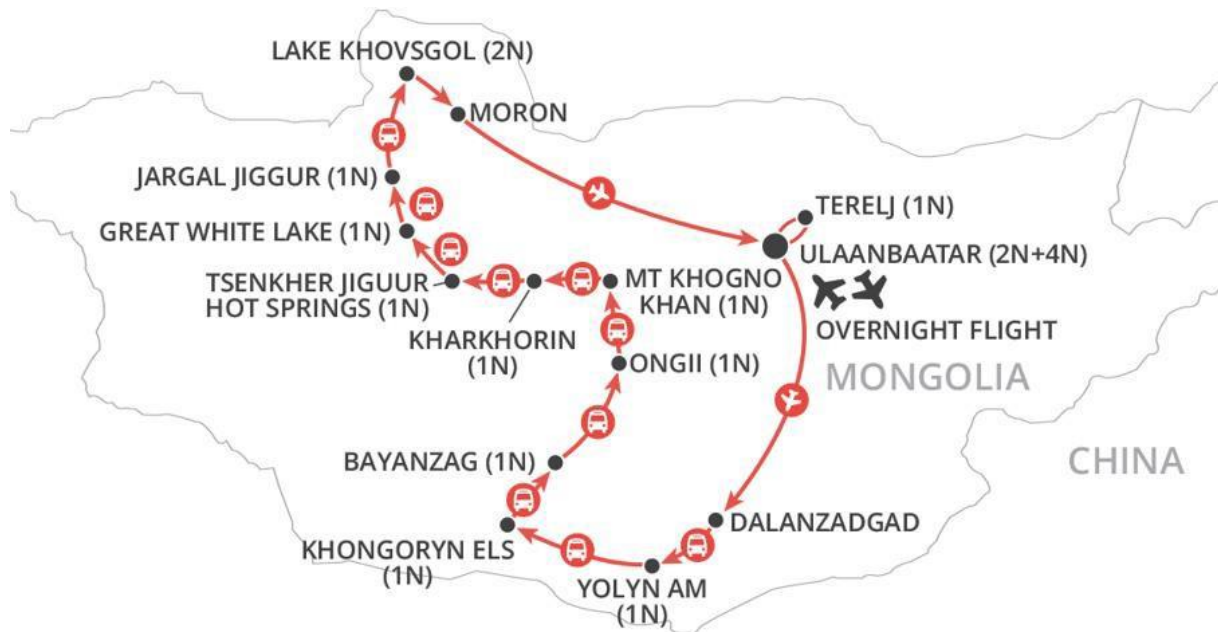 LAKE KHOVSGOL (2N)
MORON
JARGAL JIGGUR (1N)
TERELJ (1N)
GREAT WHITE LAKE (1N)
ULAANBAATAR (2N+4N)
TSENKHER JIGUUR
HOT SPRINGS (1N)
MT KHOGNO
KHAN (1N)
KHARKHORIN
(1N)
OVERNIGHT FLIGHT
ONGII (1N)
MONGOLIA
BAYANZAG (1N)
CHINA
DALANZADGAD
KHONGORYN ELS
(1N)
YOLYN AM
(1N)